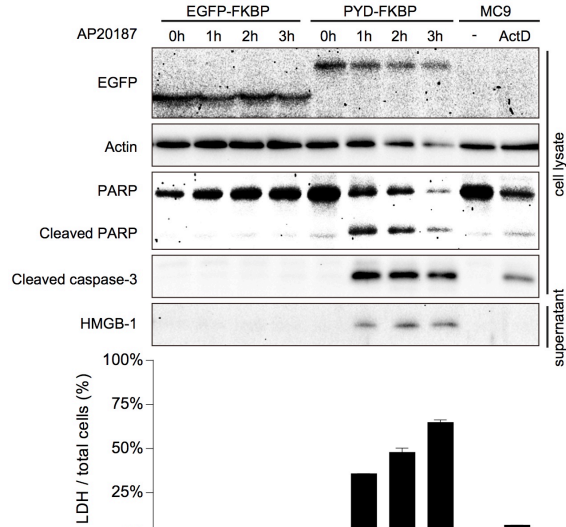 EGFP-FKBP PYD-FKBP MC9
AP20187 0h 1h 2h 3h 0h 1h 2h 3h - ActD
EGFP
Actin
PARP
Cleaved PARP
Cleaved caspase-3
HMGB-1
cell lysate
supernatant
100%
75%
50%
25%
LDH / total cells (%)